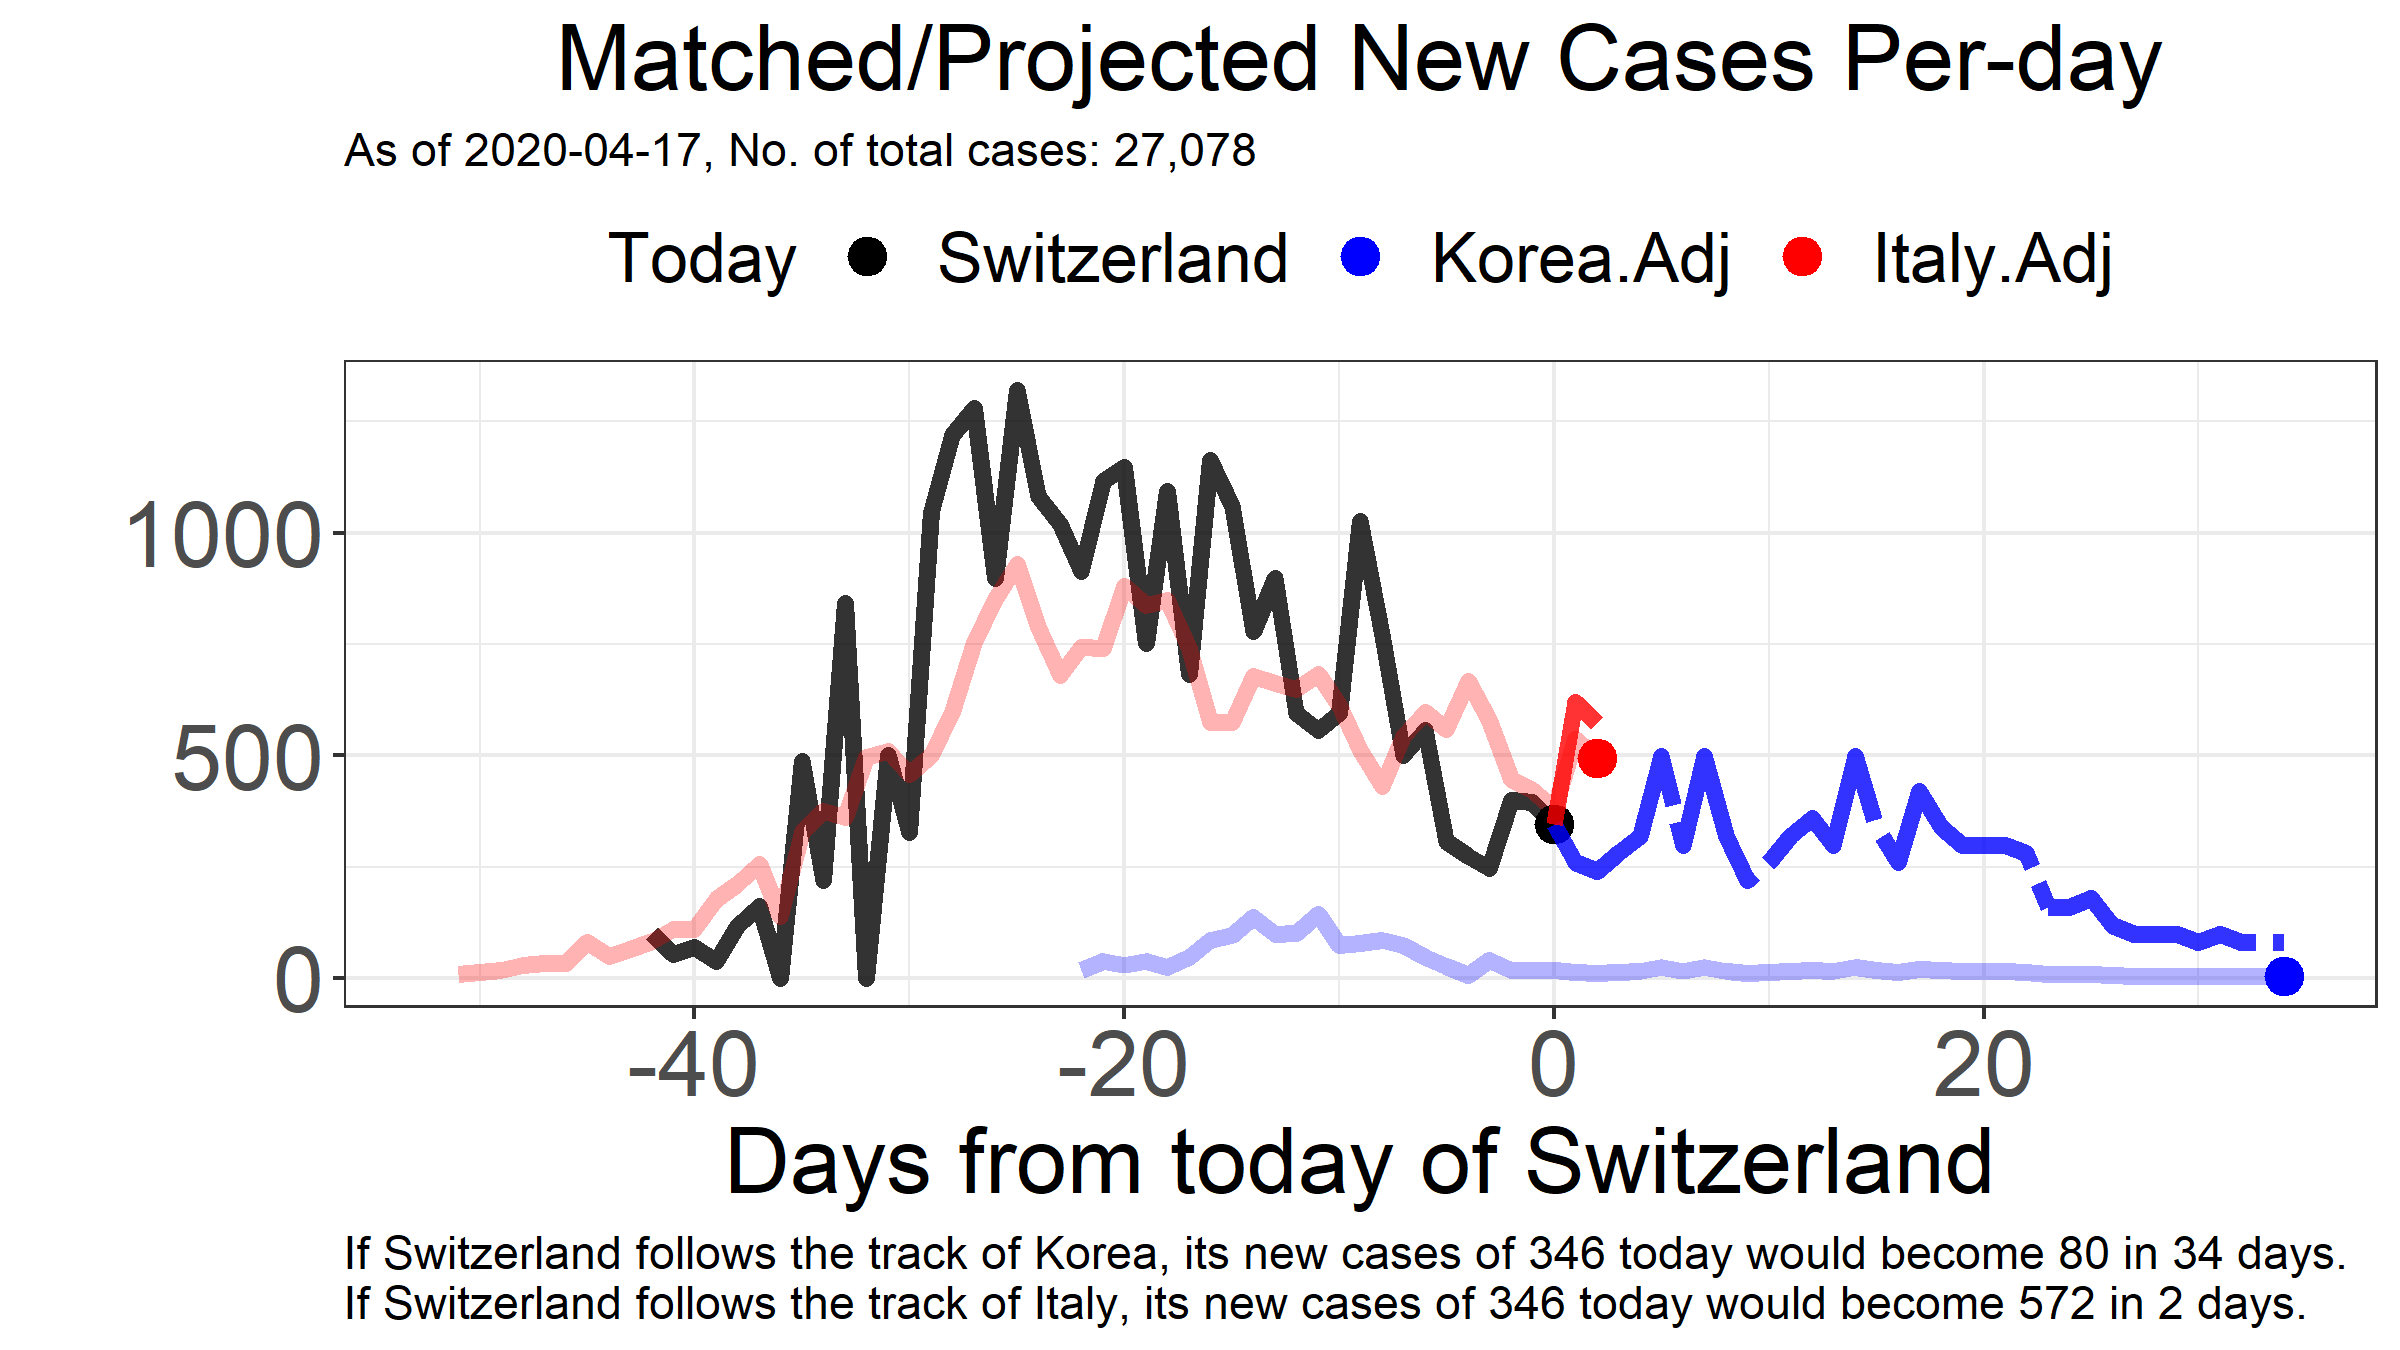 Matched/Projected New Cases Per-day
As of 2020-04-17, No. of total cases: 27,078
Today Switzerland Korea.Adj Italy.Adj
1000
500
0
-40 -20 0 20
Days from today of Switzerland
If Switzerland follows the track of Korea, its new cases of 346 today would become 80 in 34 days.
If Switzerland follows the track of Italy, its new cases of 346 today would become 572 in 2 days.